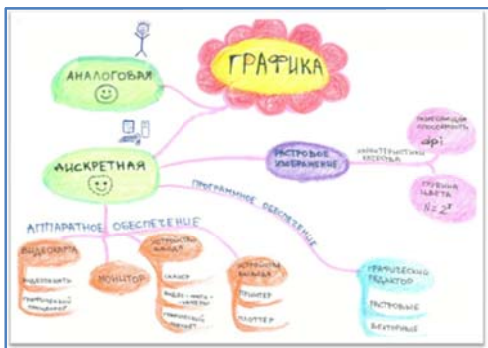 ГРАФИКА
АНАЛОГОВАЯ
ДИСКРЕТНАЯ
РАСТРОВОЕ
ИЗОБРАЖЕНИЕ
ХАРАКТЕРИСТИКИ
КАЧЕСТВА
РАЗРЕШАЮЩАЯ
СПОСОБНОСТЬ
dpi
ГЛУБИНА
ЦВЕТА
ПРОГРАММНОЕ ОБЕСПЕЧЕНИЕ
АППАРАТНОЕ ОБЕСПЕЧЕНИЕ
ВИДЕОКАРТА
ВИДЕОПАМЯТЬ
ГРАФИЧЕСКИЙ
ПРОЦЕССОР
МОНИТОР
УСТРОЙСТВА
ВВОДА
СКАНЕР
ГРАФИЧЕСКИЙ
ПЛАНШЕТ
УСТРОЙСТВА
ВЫВОДА
ПРИНТЕР
ПЛОТТЕР
ГРАФИЧЕСКИЙ
РЕДАКТОР
РАСТРОВЫЕ
ВЕКТОРНЫЕ